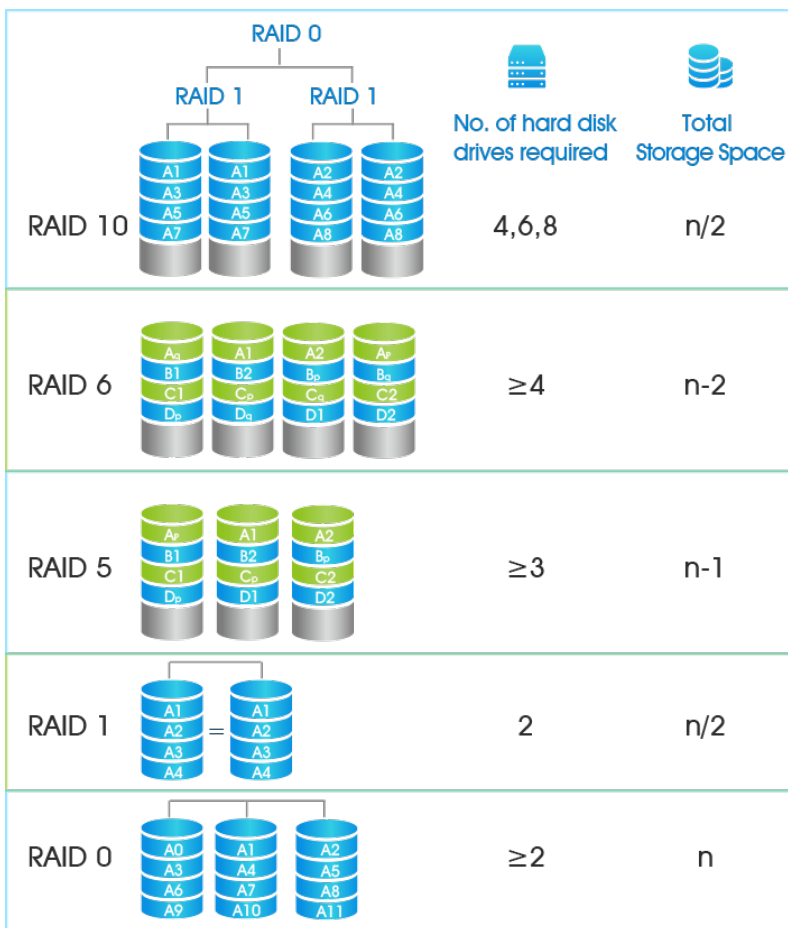 RAID 0
RAID 1 RAID 1
No. of hard disk drives required
Total Storage Space
RAID 10
A1 A1 A2 A2
A3 A3 A4 A4
A5 A5 A6 A6
A7 A7 A8 A8
4,6,8
n/2
RAID 6
Aq A1 A2 AP
B1 B2 Bp Bq
C1 Cp Cq C2
Dp Dq D1 D2
≥4
n-2
RAID 5
AP A1 A2
B1 B2 Bp
C1 Cp C2
Dp D1 D2
≥3
n-1
RAID 1
A1 A1
A2 = A2
A3 A3
A4 A4
2
n/2
RAID 0
A0 A1 A2
A3 A4 A5
A6 A7 A8
A9 A10 A11
≥2
n